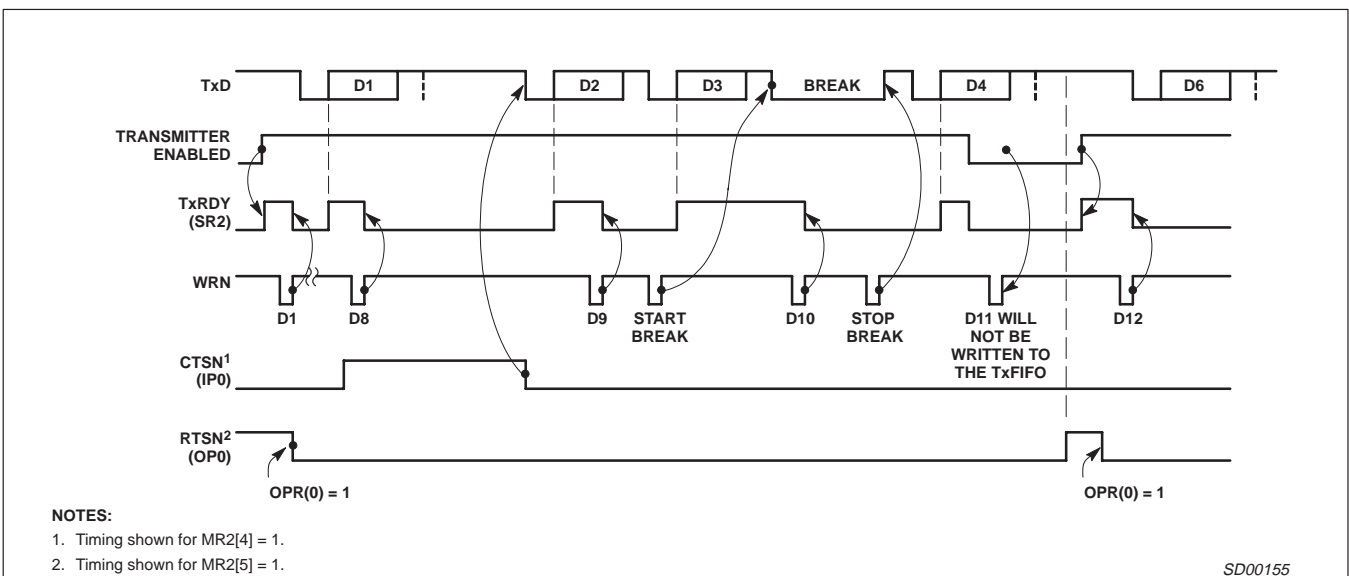 TxD
D1
D2
D3
BREAK
D4
D6
TRANSMITTER
ENABLED
TxRDY
(SR2)
WRN
D1
D8
D9
START
BREAK
D10
STOP
BREAK
D11 WILL
NOT BE
WRITTEN TO
THE TxFIFO
D12
CTSN1
(IP0)
RTSN2
(OP0)
OPR(0) = 1
OPR(0) = 1
NOTES:
1. Timing shown for MR2[4] = 1.
2. Timing shown for MR2[5] = 1.
SD00155